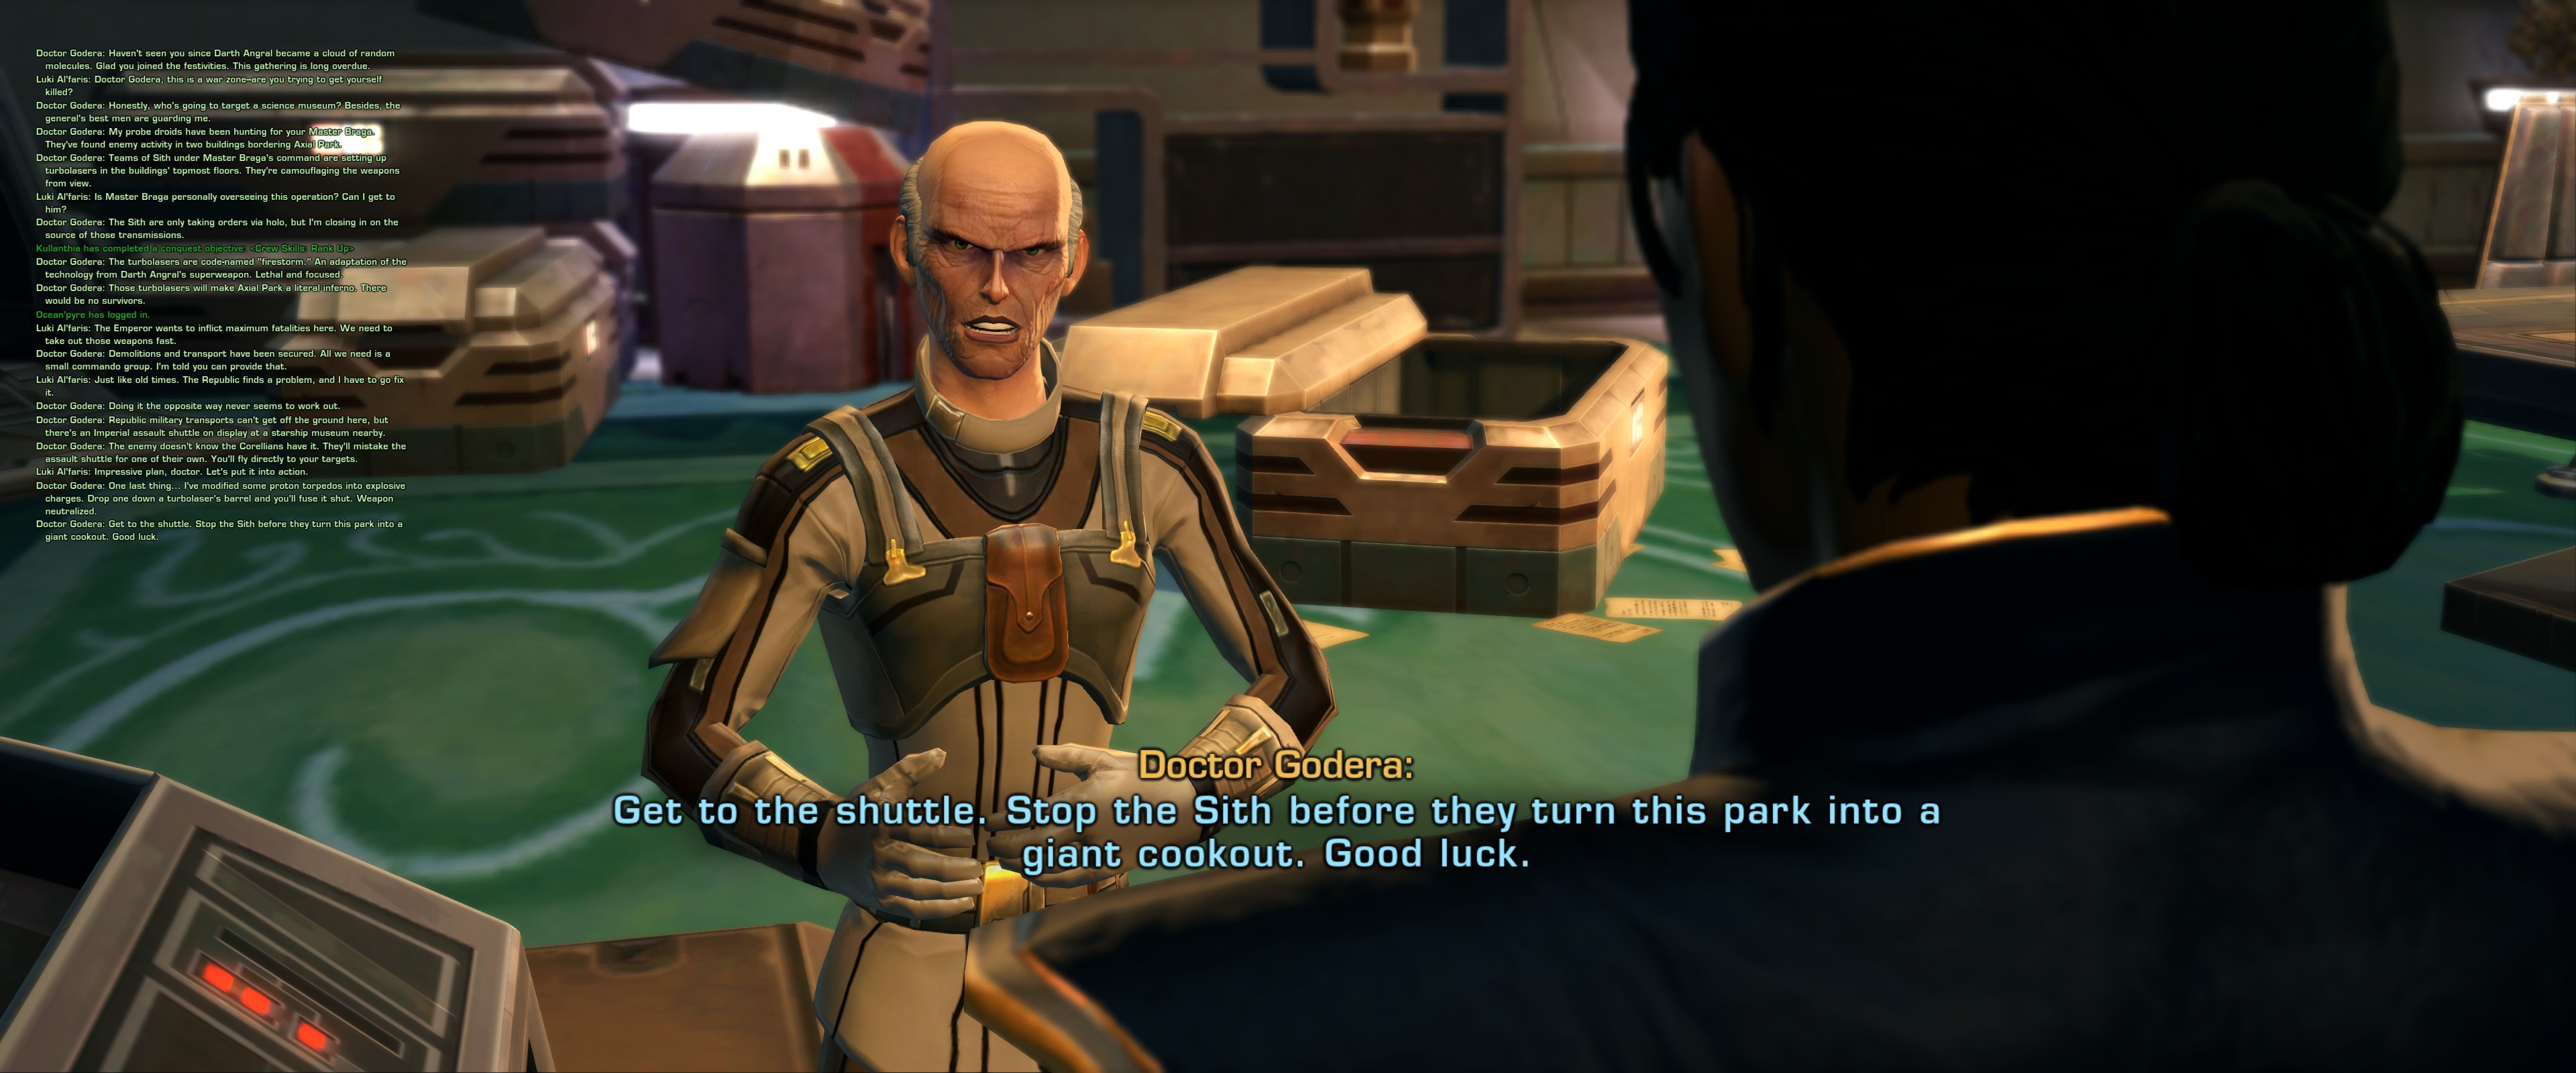 Doctor Godera: Haven't seen you since Darth Angral became a cloud of random
molecules. Glad you joined the festivities. This gathering is long overdue.
Luki Al'faris: Doctor Godera, this is a war zone–are you trying to get yourself
killed?
Doctor Godera: Honestly, who's going to target a science museum? Besides, the
general's best men are guarding me.
Doctor Godera: My probe droids have been hunting for your Master Braga.
They've found enemy activity in two buildings bordering Axial Park.
Doctor Godera: Teams of Sith under Master Braga's command are setting up
turbolasers in the buildings' topmost floors. They're camouflaging the weapons
from view.
Luki Al'faris: Is Master Braga personally overseeing this operation? Can I get to
him?
Doctor Godera: The Sith are only taking orders via holo, but I'm closing in on the
source of those transmissions.
Kullanthia has completed a conquest objective: <Crew Skills: Rank Up>
Doctor Godera: The turbolasers are code-named "firestorm." An adaptation of the
technology from Darth Angral's superweapon. Lethal and focused.
Doctor Godera: Those turbolasers will make Axial Park a literal inferno. There
would be no survivors.
Ocean'pyre has logged in.
Luki Al'faris: The Emperor wants to inflict maximum fatalities here. We need to
take out those weapons fast.
Doctor Godera: Demolitions and transport have been secured. All we need is a
small commando group. I'm told you can provide that.
Luki Al'faris: Just like old times. The Republic finds a problem, and I have to go fix
it.
Doctor Godera: Doing it the opposite way never seems to work out.
Doctor Godera: Republic military transports can't get off the ground here, but
there's an Imperial assault shuttle on display at a starship museum nearby.
Doctor Godera: The enemy doesn't know the Corellians have it. They'll mistake the
assault shuttle for one of their own. You'll fly directly to your targets.
Luki Al'faris: Impressive plan, doctor. Let's put it into action.
Doctor Godera: One last thing... I've modified some proton torpedos into explosive
charges. Drop one down a turbolaser's barrel and you'll fuse it shut. Weapon
neutralized.
Doctor Godera: Get to the shuttle. Stop the Sith before they turn this park into a
giant cookout. Good luck.
Doctor Godera:
Get to the shuttle. Stop the Sith before they turn this park into a
giant cookout. Good luck.